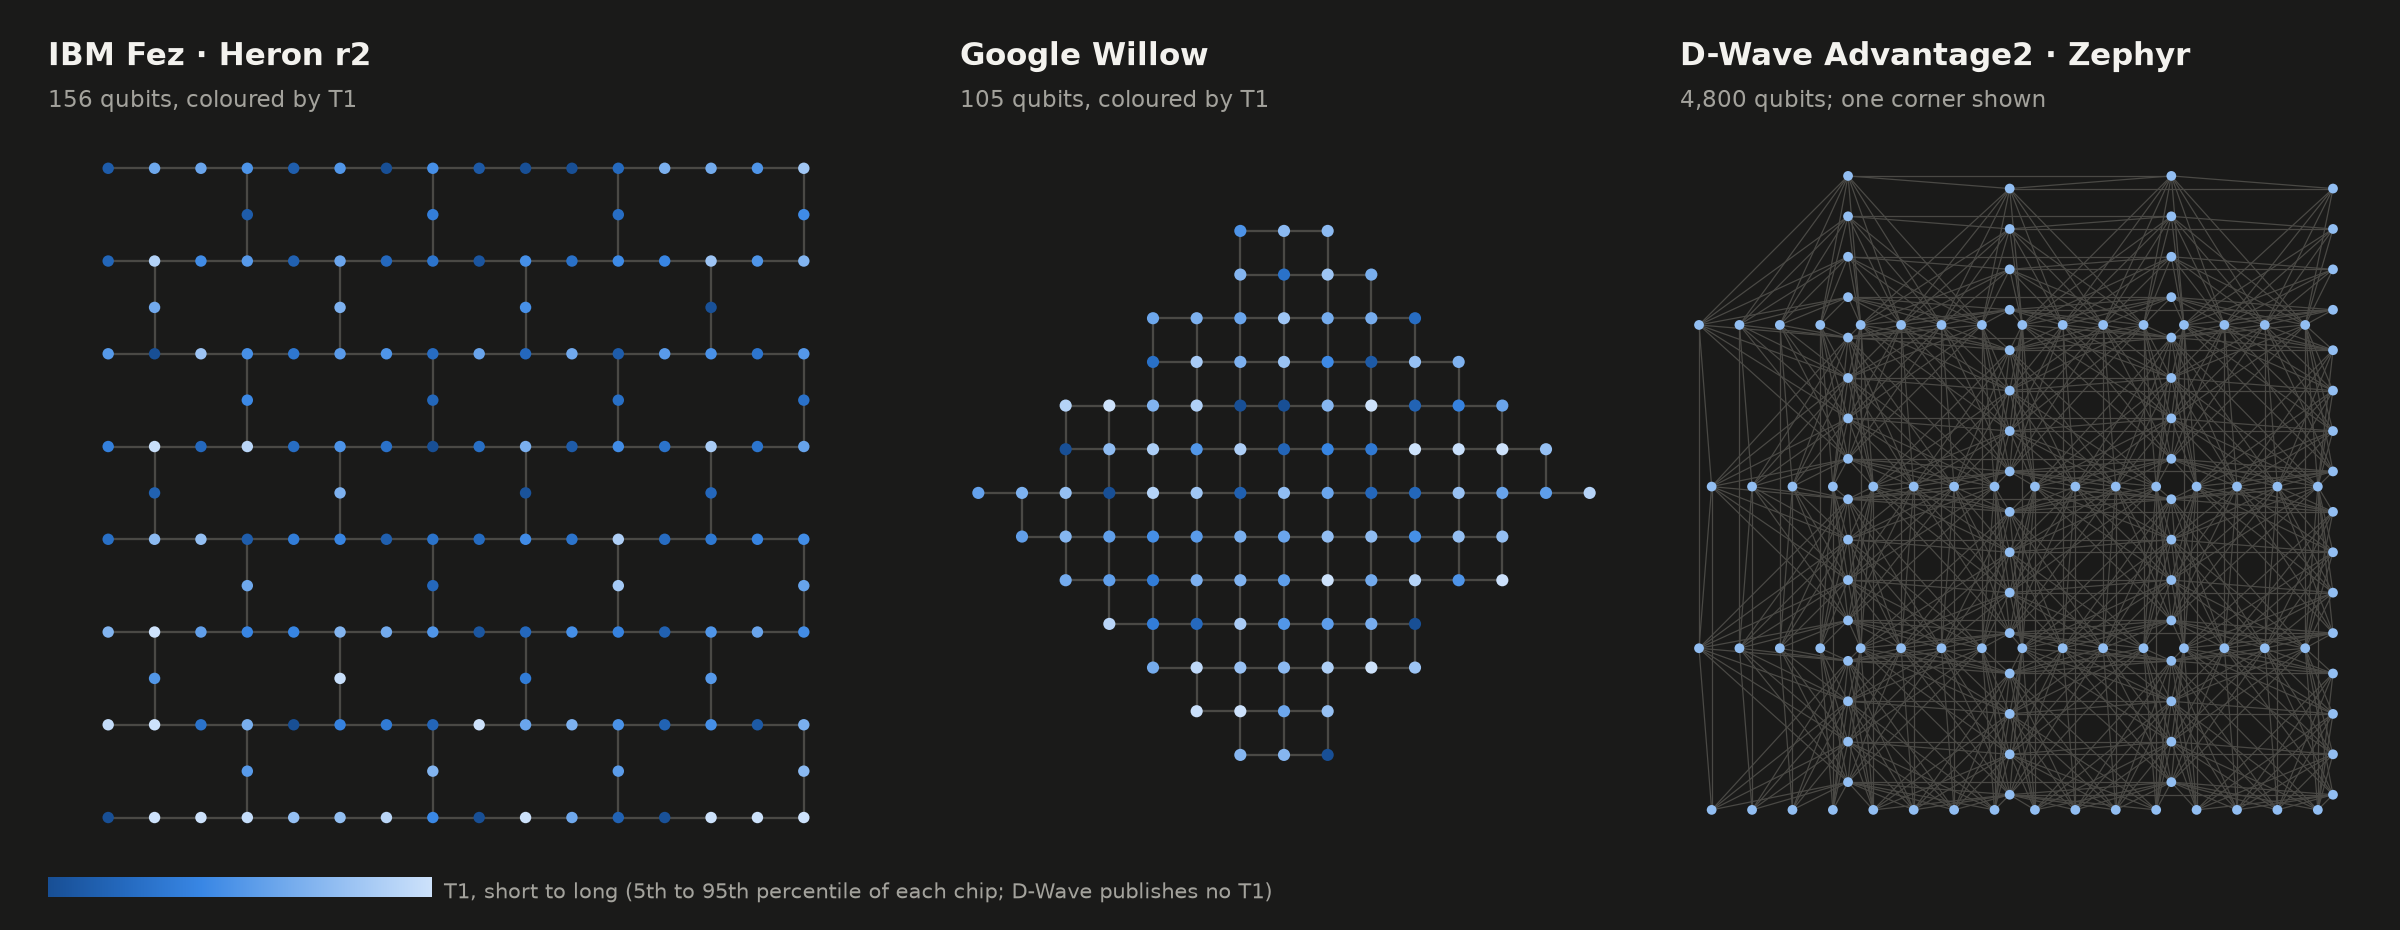 IBM Fez · Heron r2
156 qubits, coloured by T1
Google Willow
105 qubits, coloured by T1
D-Wave Advantage2 · Zephyr
4,800 qubits; one corner shown
T1, short to long (5th to 95th percentile of each chip; D-Wave publishes no T1)